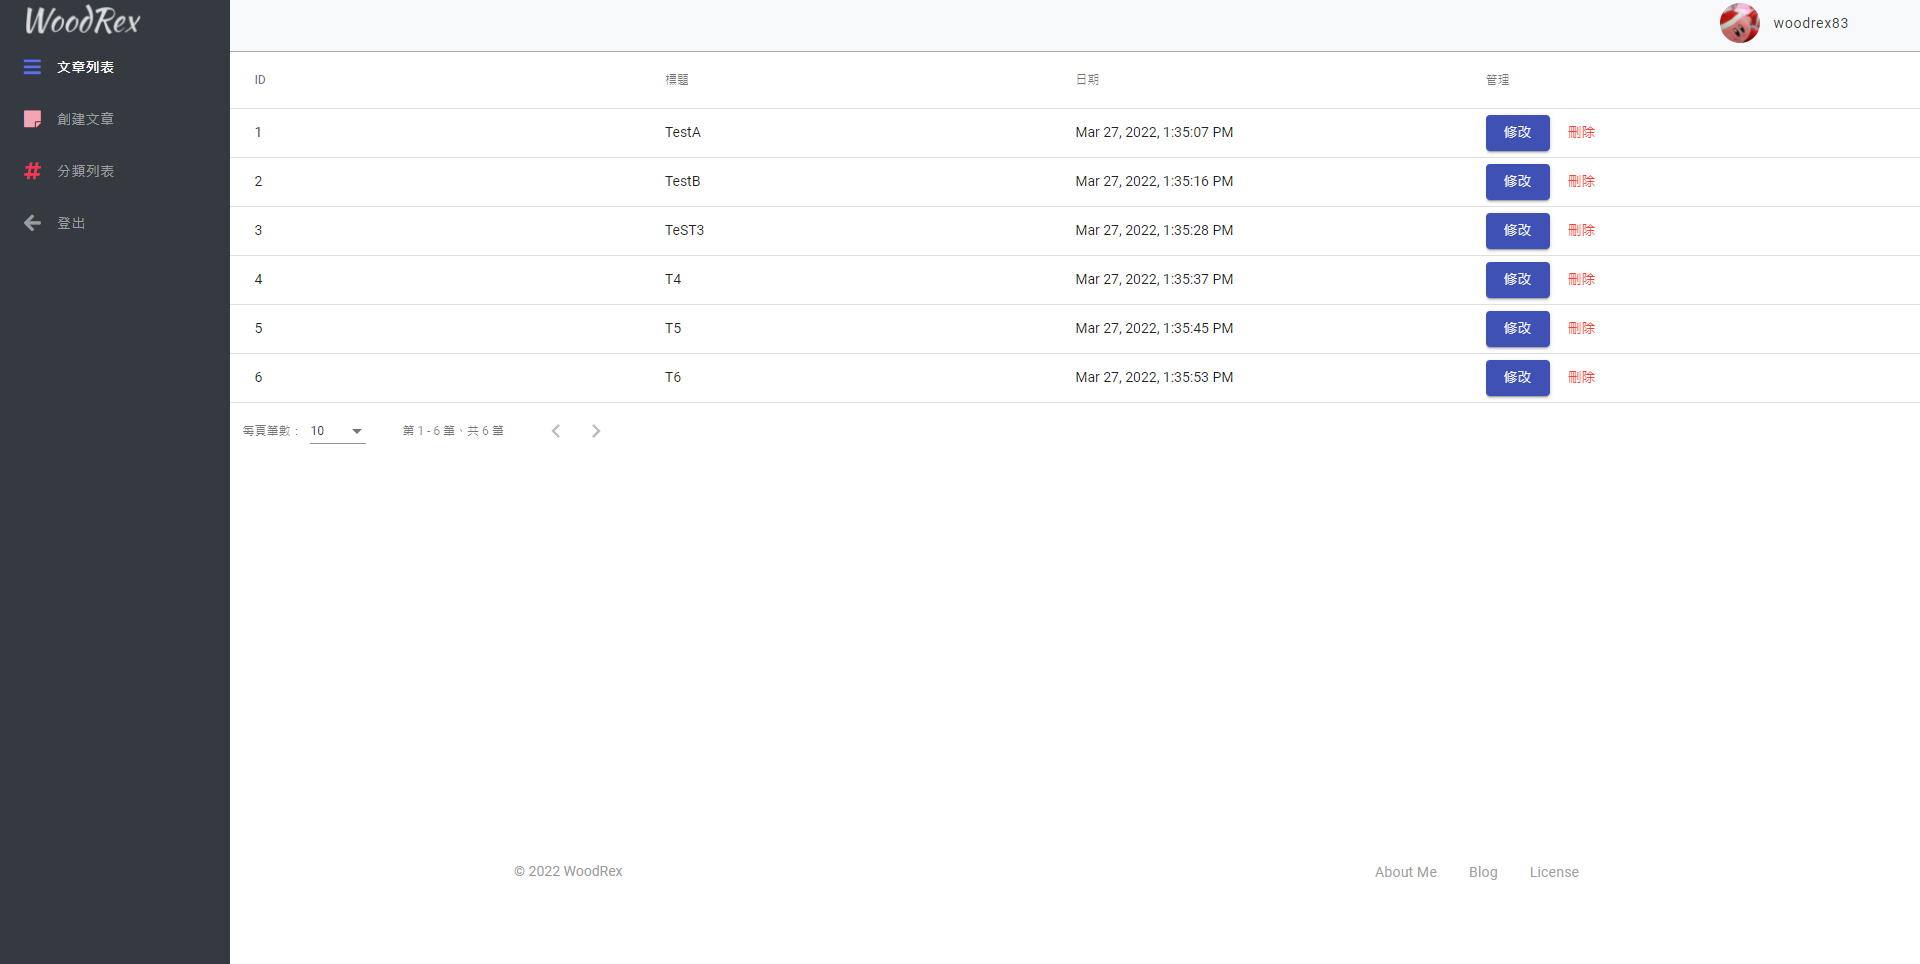 WoodRex
文章列表
創建文章
分類列表
登出
woodrex83
ID 標題 日期 管理
1 TestA Mar 27, 2022, 1:35:07 PM 修改 刪除
2 TestB Mar 27, 2022, 1:35:16 PM 修改 刪除
3 TeST3 Mar 27, 2022, 1:35:28 PM 修改 刪除
4 T4 Mar 27, 2022, 1:35:37 PM 修改 刪除
5 T5 Mar 27, 2022, 1:35:45 PM 修改 刪除
6 T6 Mar 27, 2022, 1:35:53 PM 修改 刪除
每頁筆數： 10 第 1 - 6 筆、共 6 筆
© 2022 WoodRex About Me Blog License